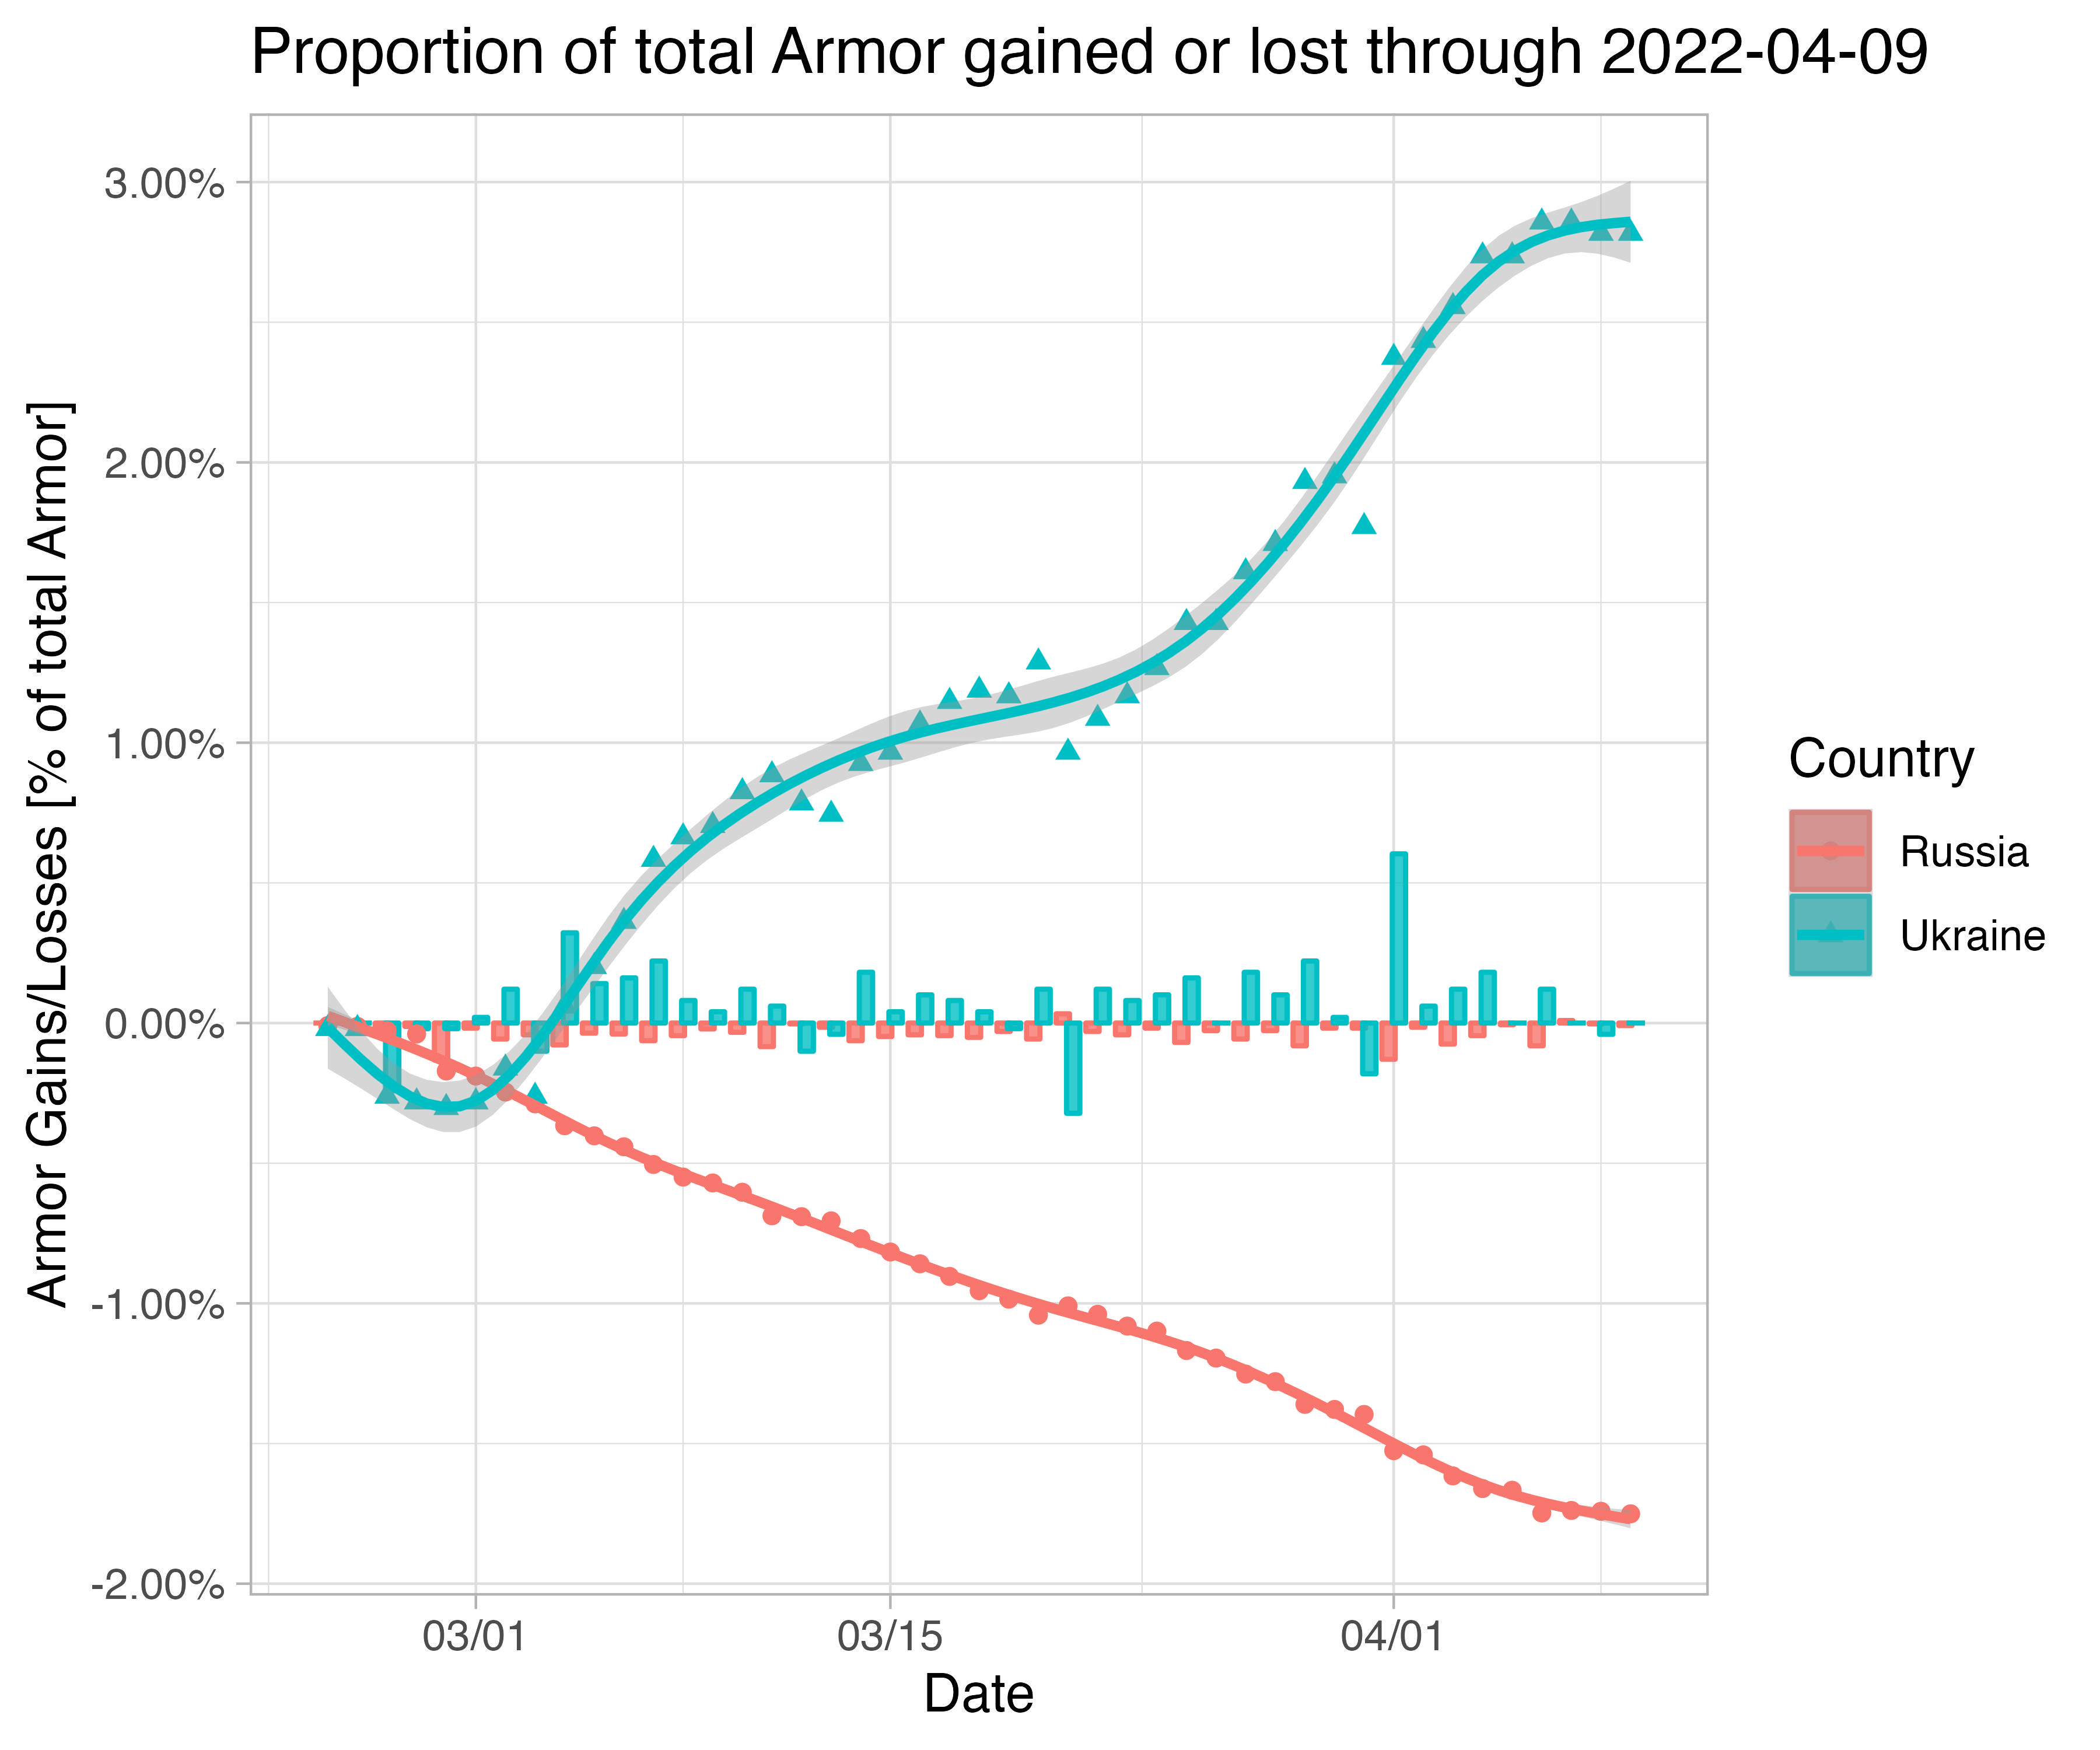 Proportion of total Armor gained or lost through 2022-04-09
Armor Gains/Losses [% of total Armor]
3.00%
2.00%
1.00%
0.00%
-1.00%
-2.00%
03/01
03/15
04/01
Date
Country
Russia
Ukraine